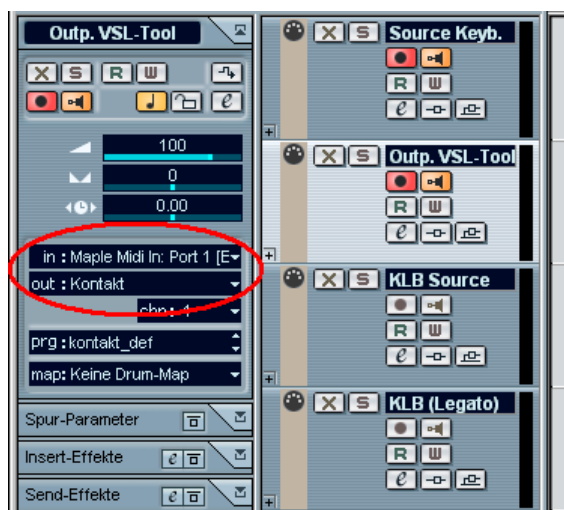 Outp. VSL-Tool
X S R W
e
100
0
0.00
in : Maple Midi In: Port 1 [E
out : Kontakt
chn : 1
prg : kontakt_def
map: Keine Drum-Map
Spur-Parameter
Insert-Effekte e
Send-Effekte e
X S Source Keyb.
R W
e
X S Outp. VSL-Tool
R W
e
X S KLB Source
R W
e
X S KLB (Legato)
R W
e